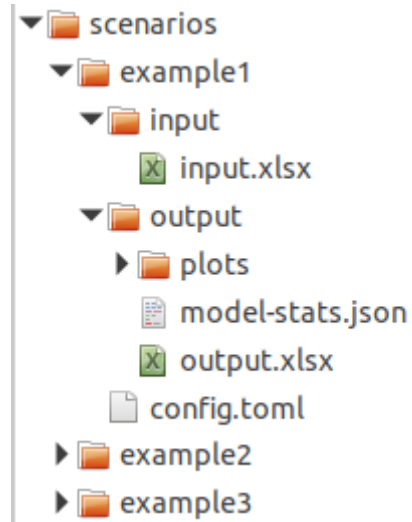 scenarios
example1
input
input.xlsx
output
plots
model-stats.json
output.xlsx
config.toml
example2
example3